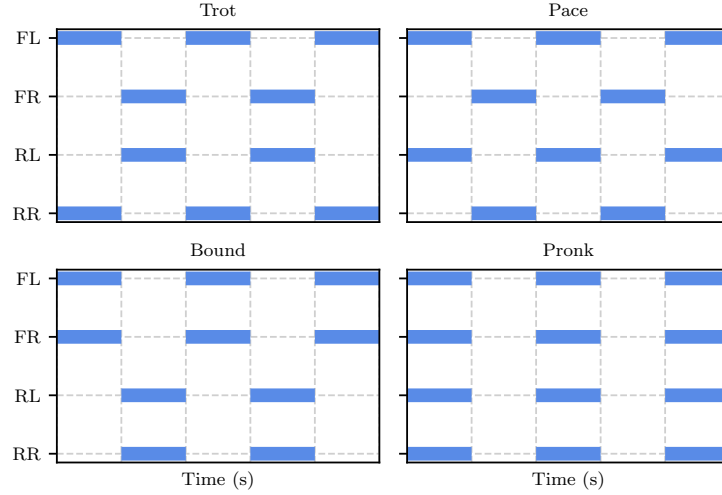 Trot
Pace
FL
FR
RL
RR
Bound
Pronk
FL
FR
RL
RR
Time (s)
Time (s)